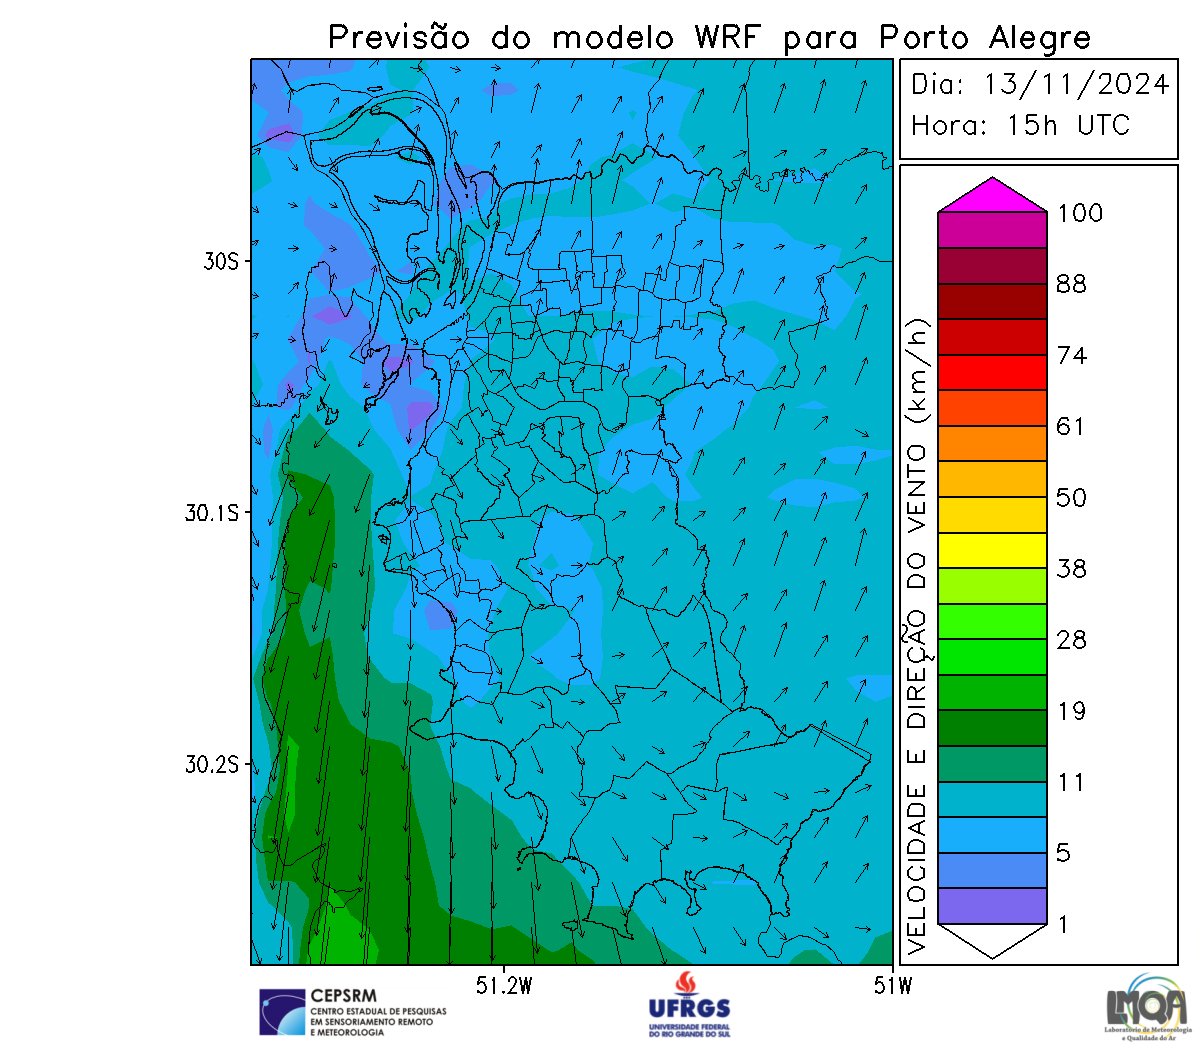 Previsão do modelo WRF para Porto Alegre
Dia: 13/11/2024
Hora: 15h UTC
30S
30.1S
30.2S
51.2W
51W
VELOCIDADE E DIREÇÃO DO VENTO (km/h)
100
88
74
61
50
38
28
19
11
5
1
CEPSRM
CENTRO ESTADUAL DE PESQUISAS
EM SENSORIAMENTO REMOTO
E METEOROLOGIA
UFRGS
UNIVERSIDADE FEDERAL
DO RIO GRANDE DO SUL
LMQA
Laboratório de Meteorologia
e Qualidade do Ar